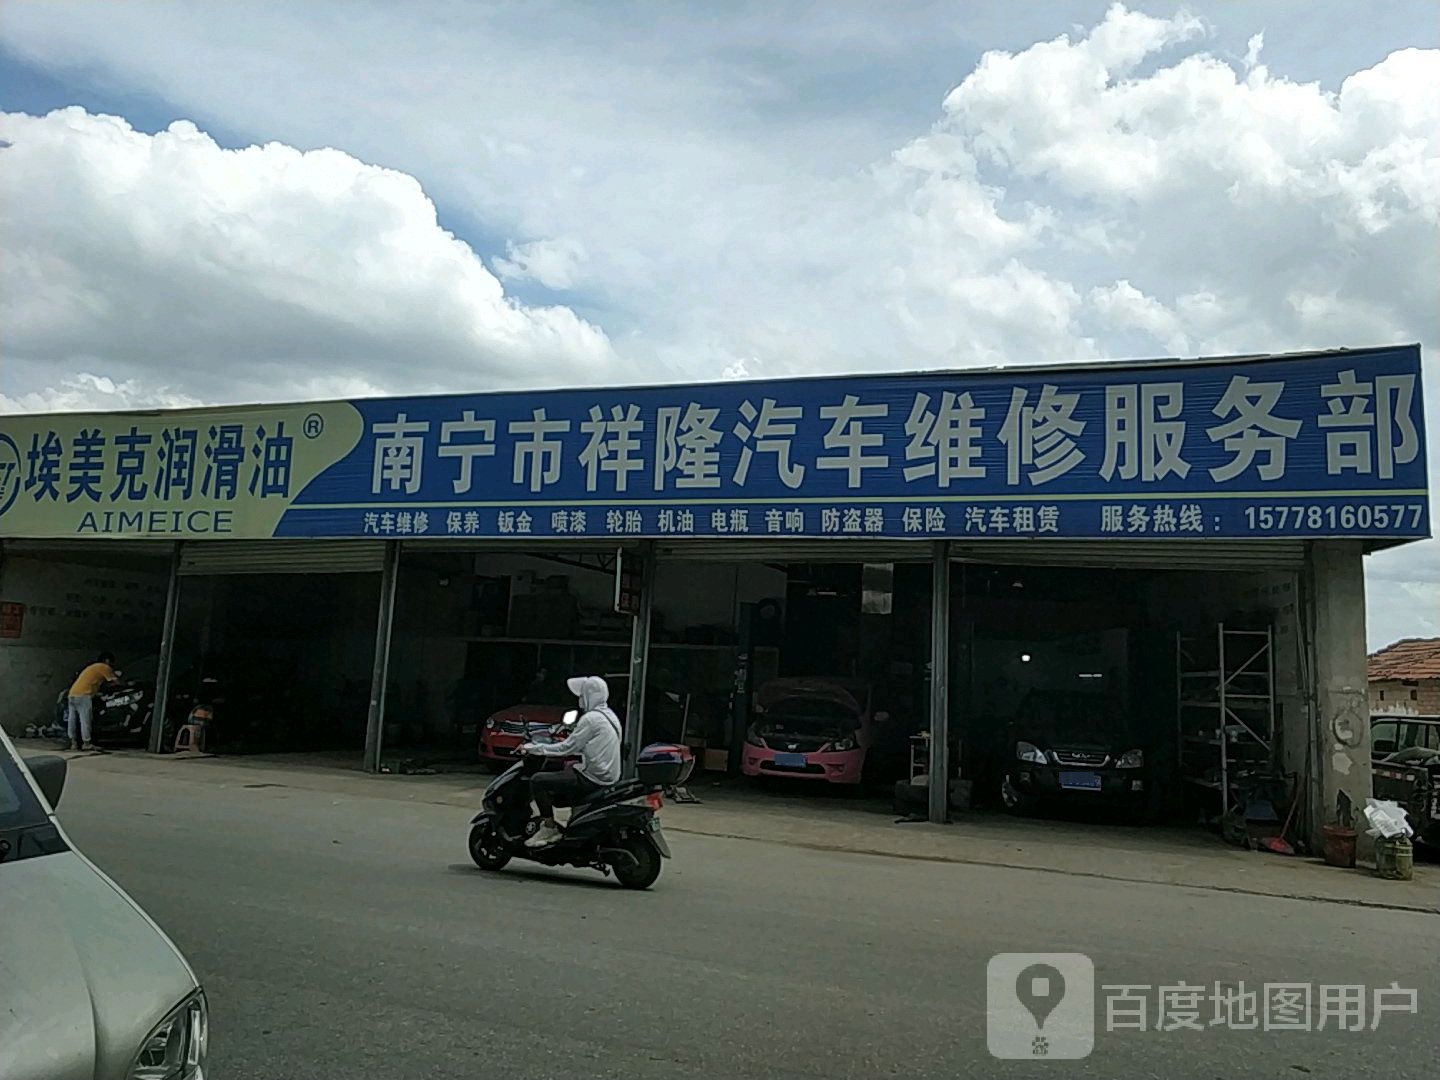 埃美克润滑油®
AIMEICE
南宁市祥隆汽车维修服务部
汽车维修 保养 钣金 喷漆 轮胎 机油 电瓶 音响 防盗器 保险 汽车租赁 服务热线：15778160577
百度地图用户